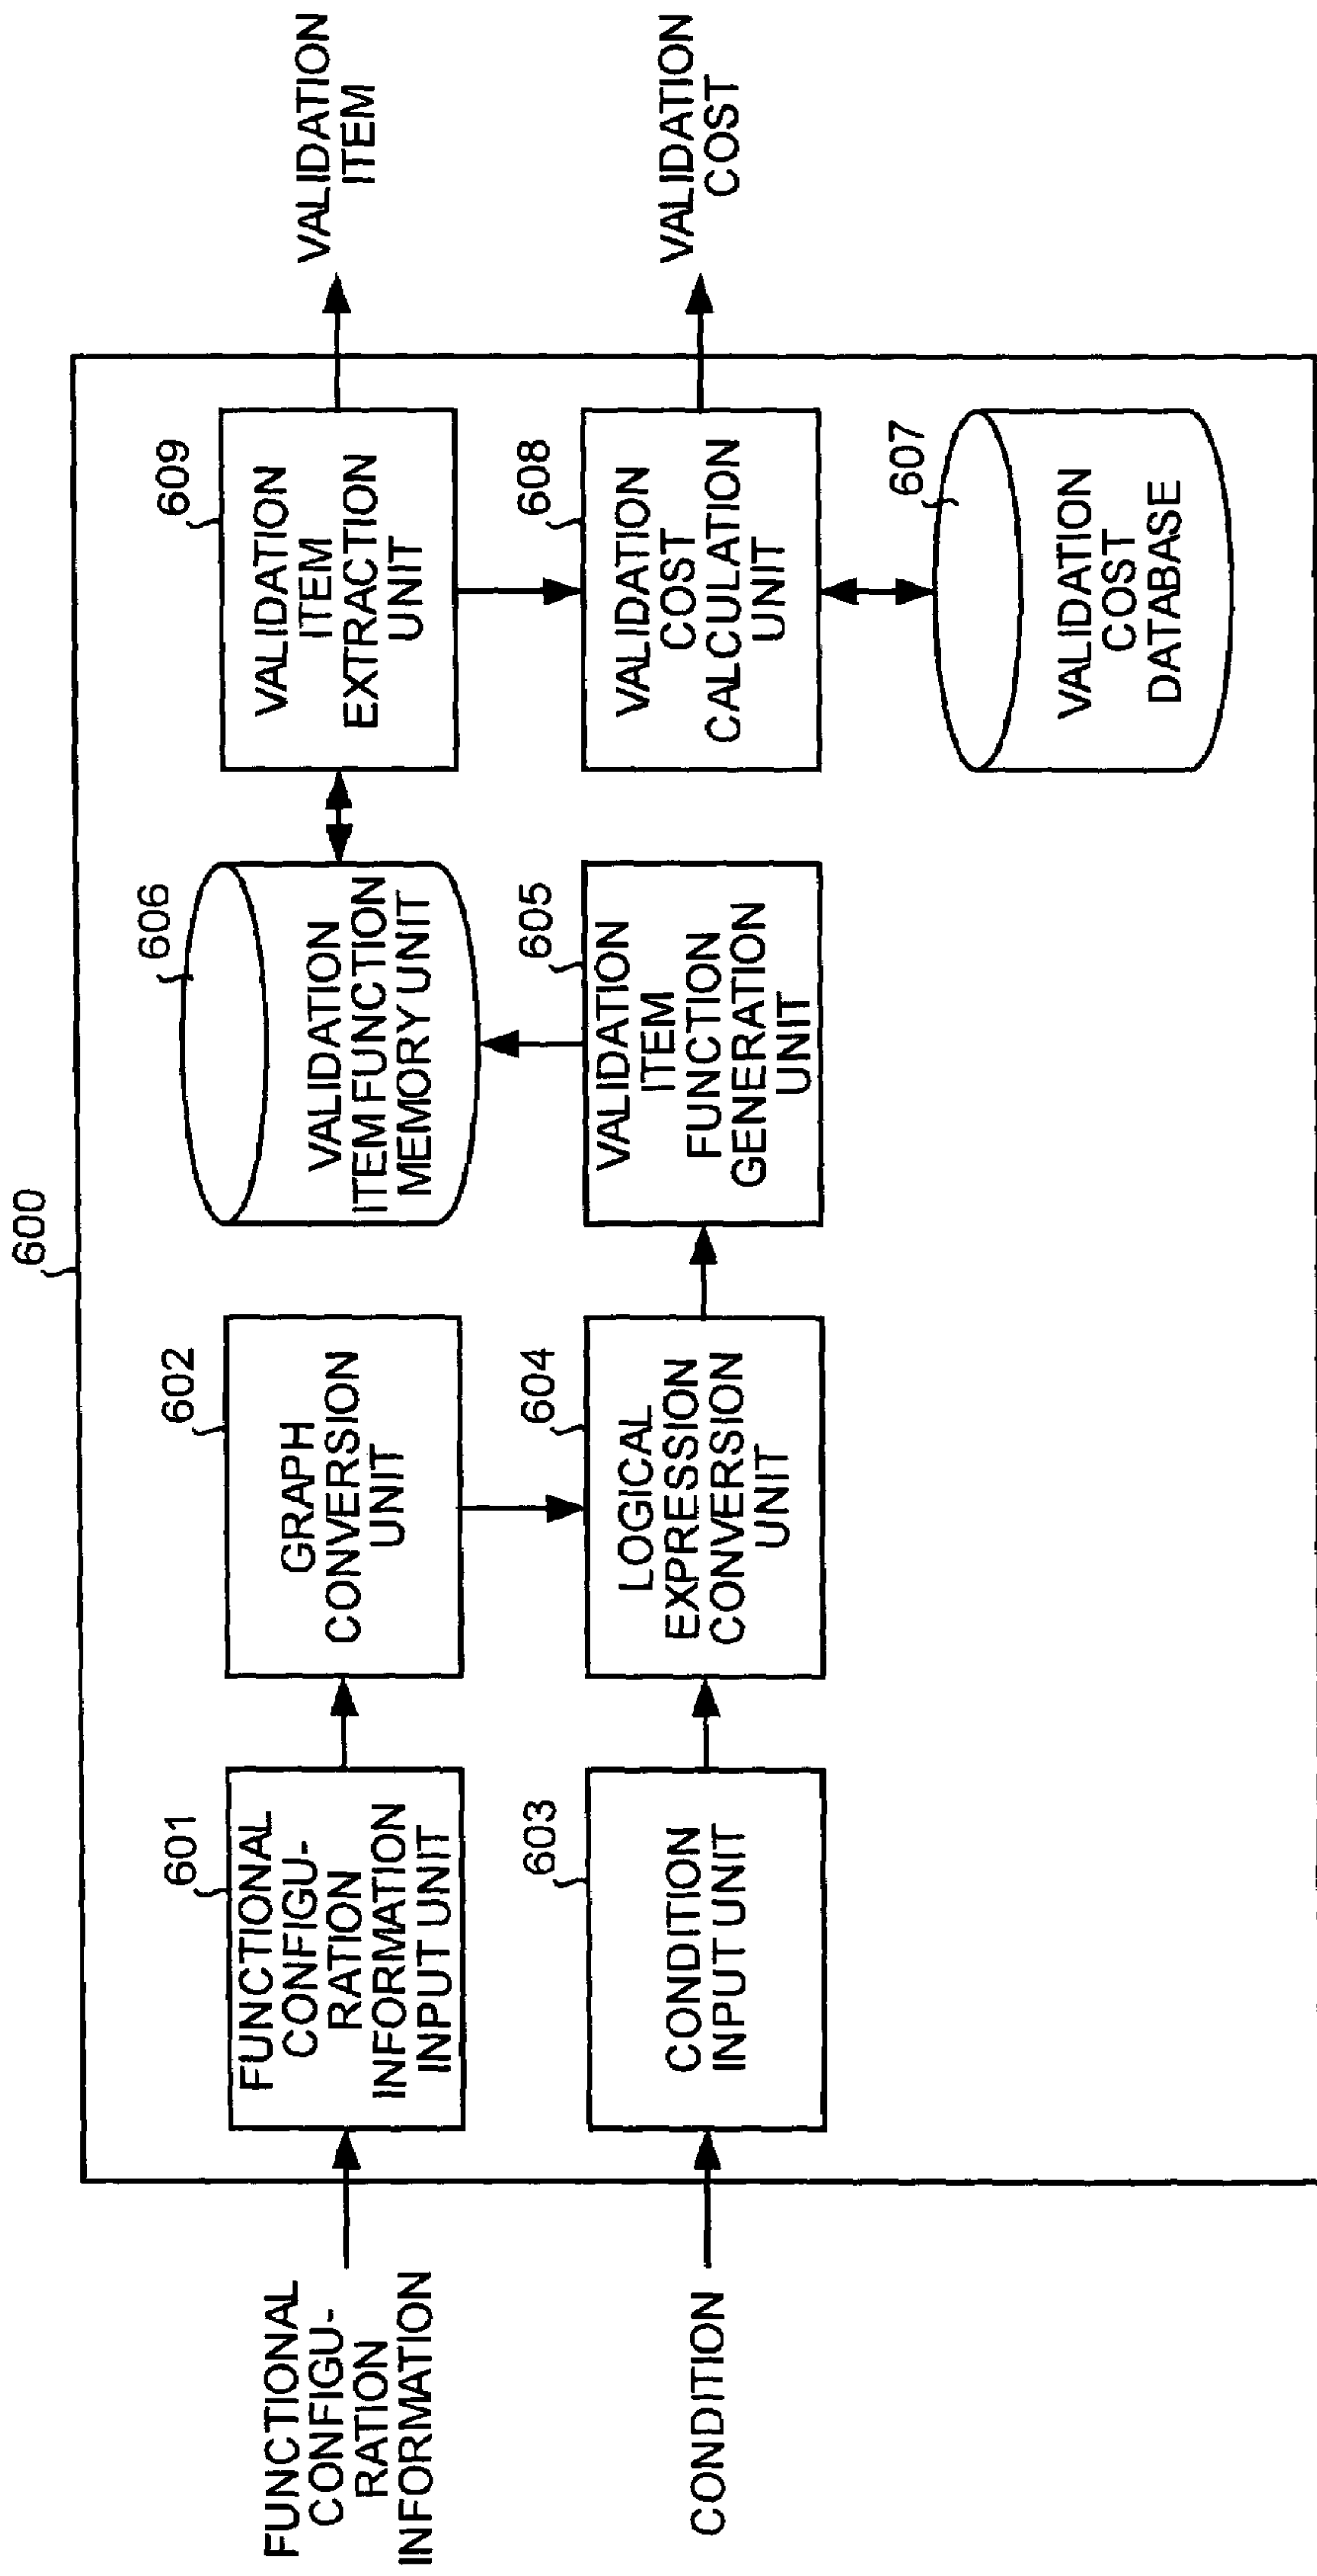 600
FUNCTIONAL
CONFIGU-
RATION
INFORMATION
601
FUNCTIONAL
CONFIGU-
RATION
INFORMATION
INPUT UNIT
602
GRAPH
CONVERSION
UNIT
606
VALIDATION
ITEM FUNCTION
MEMORY UNIT
609
VALIDATION
ITEM
EXTRACTION
UNIT
VALIDATION
ITEM
CONDITION
603
CONDITION
INPUT UNIT
604
LOGICAL
EXPRESSION
CONVERSION
UNIT
605
VALIDATION
ITEM
FUNCTION
GENERATION
UNIT
608
VALIDATION
COST
CALCULATION
UNIT
VALIDATION
COST
607
VALIDATION
COST
DATABASE